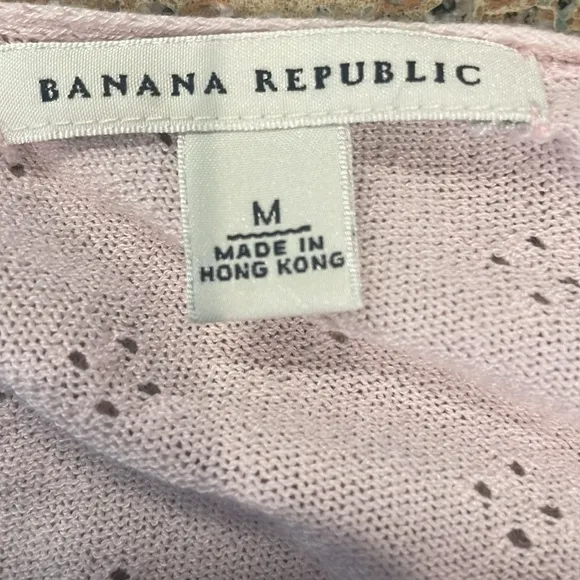 BANANA REPUBLIC
M
MADE IN
HONG KONG